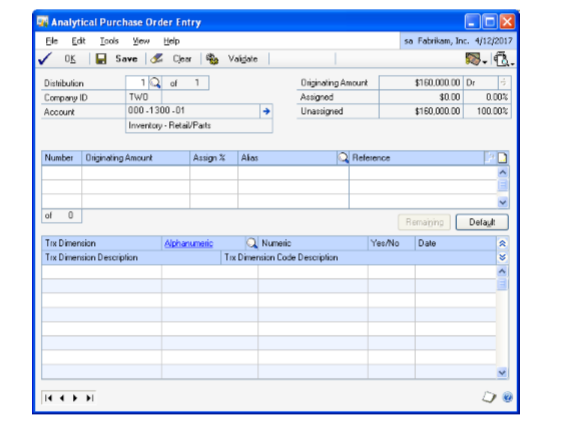 Analytical Purchase Order Entry
File Edit Tools View Help sa Fabrikam, Inc. 4/12/2017
OK Save Clear Validate
Distribution 1 of 1 Originating Amount $160,000.00 Dr
Company ID TWO Assigned $0.00 0.00%
Account 000 -1300 -01 Unassigned $160,000.00 100.00%
Inventory - Retail/Parts
Number Originating Amount Assign % Alias Reference
of 0 Remaining Default
Trx Dimension Alphanumeric Numeric Yes/No Date
Trx Dimension Description Trx Dimension Code Description